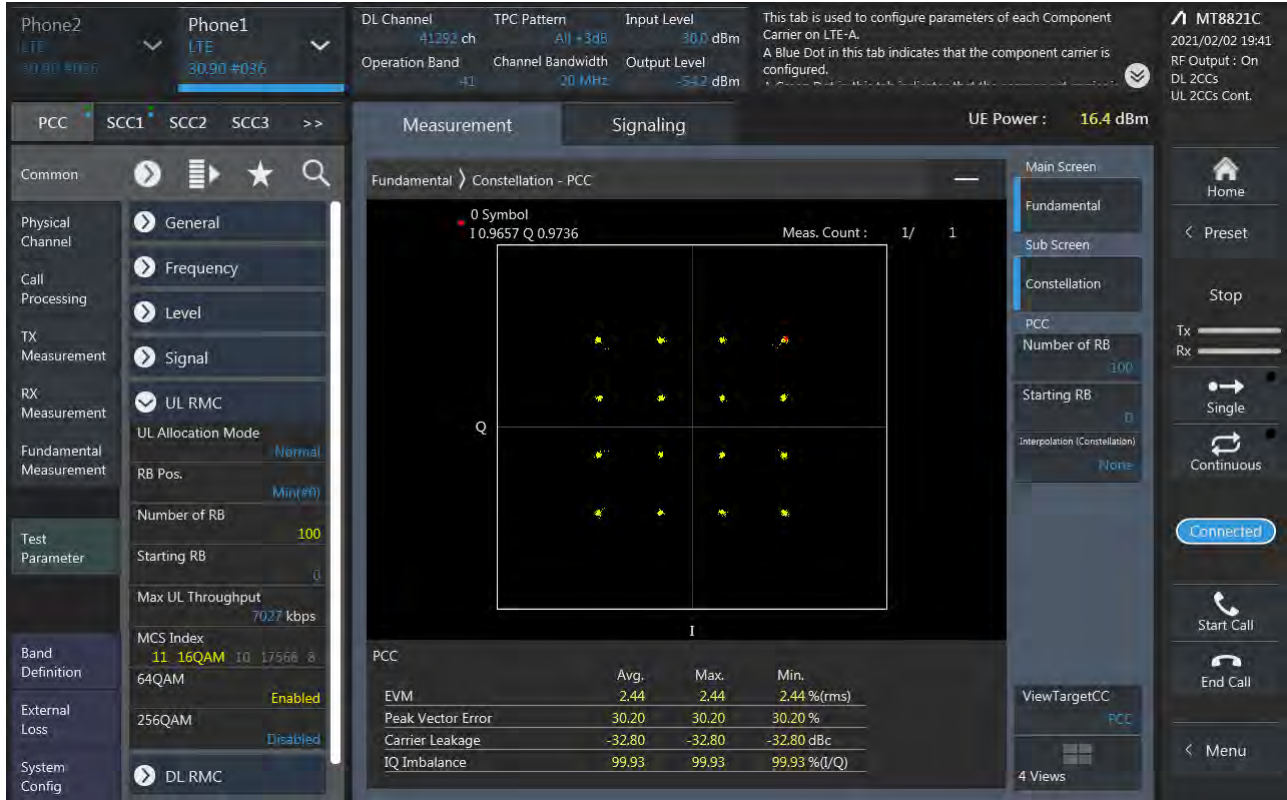 Phone2
LTE
30.90 #036
Phone1
LTE
30.90 #036
DL Channel
41292 ch
TPC Pattern
All +3dB
Input Level
30.0 dBm
Operation Band
41
Channel Bandwidth
20 MHz
Output Level
-54.2 dBm
This tab is used to configure parameters of each Component
Carrier on LTE-A.
A Blue Dot in this tab indicates that the component carrier is
configured.
MT8821C
2021/02/02 19:41
RF Output : On
DL 2CCs
UL 2CCs Cont.
PCC SCC1 SCC2 SCC3 >>
Measurement
Signaling
UE Power : 16.4 dBm
Common
Physical
Channel
Call
Processing
TX
Measurement
RX
Measurement
Fundamental
Measurement
Test
Parameter
Band
Definition
External
Loss
System
Config
General
Frequency
Level
Signal
UL RMC
UL Allocation Mode
Normal
RB Pos.
Min(#0)
Number of RB
100
Starting RB
0
Max UL Throughput
7027 kbps
MCS Index
11 16QAM 10 17566 8
64QAM
Enabled
256QAM
Disabled
DL RMC
Fundamental 〉 Constellation - PCC
0 Symbol
I 0.9657 Q 0.9736
Meas. Count : 1/ 1
Q
I
PCC
Avg. Max. Min.
EVM 2.44 2.44 2.44 %(rms)
Peak Vector Error 30.20 30.20 30.20 %
Carrier Leakage -32.80 -32.80 -32.80 dBc
IQ Imbalance 99.93 99.93 99.93 %(I/Q)
Main Screen
Fundamental
Sub Screen
Constellation
PCC
Number of RB
100
Starting RB
0
Interpolation (Constellation)
None
ViewTargetCC
PCC
4 Views
Home
< Preset
Stop
Tx
Rx
Single
Continuous
Connected
Start Call
End Call
< Menu